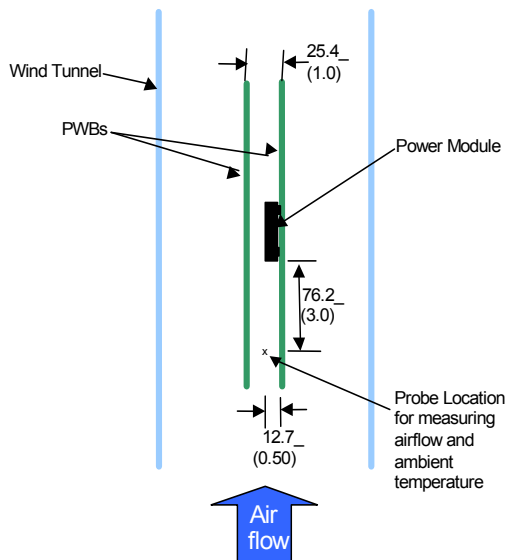 25.4_
(1.0)
Wind Tunnel
PWBs
Power Module
76.2_
(3.0)
x
Probe Location
for measuring
airflow and
ambient
temperature
12.7_
(0.50)
Air
flow